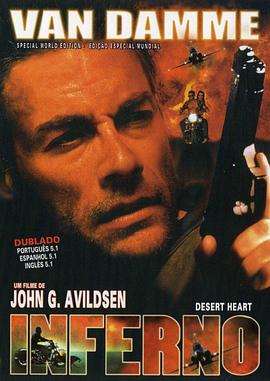 VAN DAMME
SPECIAL WORLD EDITION - EDIÇÃO ESPECIAL MUNDIAL
DUBLADO
PORTUGUÊS 5.1
ESPANHOL 5.1
INGLÊS 5.1
UM FILME DE
JOHN G. AVILDSEN
DESERT HEART
INFERNO